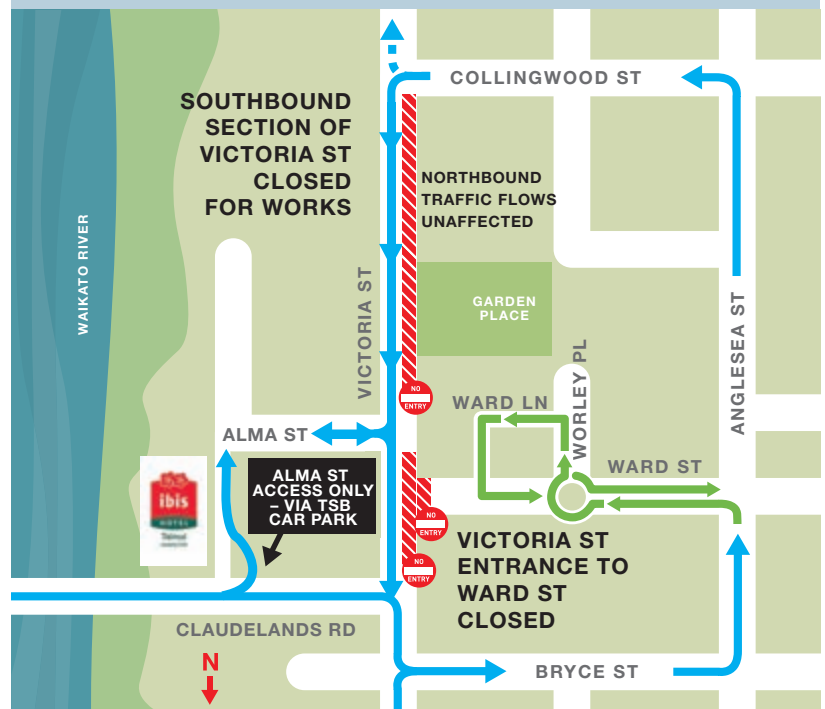 COLLINGWOOD ST
SOUTHBOUND
SECTION OF
VICTORIA ST
CLOSED
FOR WORKS
NORTHBOUND
TRAFFIC FLOWS
UNAFFECTED
WAIKATO RIVER
VICTORIA ST
GARDEN
PLACE
ANGLESEA ST
WORLEY PL
NO
ENTRY
WARD LN
ALMA ST
WARD ST
ibis
HOTEL
ALMA ST
ACCESS ONLY
– VIA TSB
CAR PARK
NO
ENTRY
VICTORIA ST
ENTRANCE TO
WARD ST
CLOSED
NO
ENTRY
CLAUDELANDS RD
N
BRYCE ST